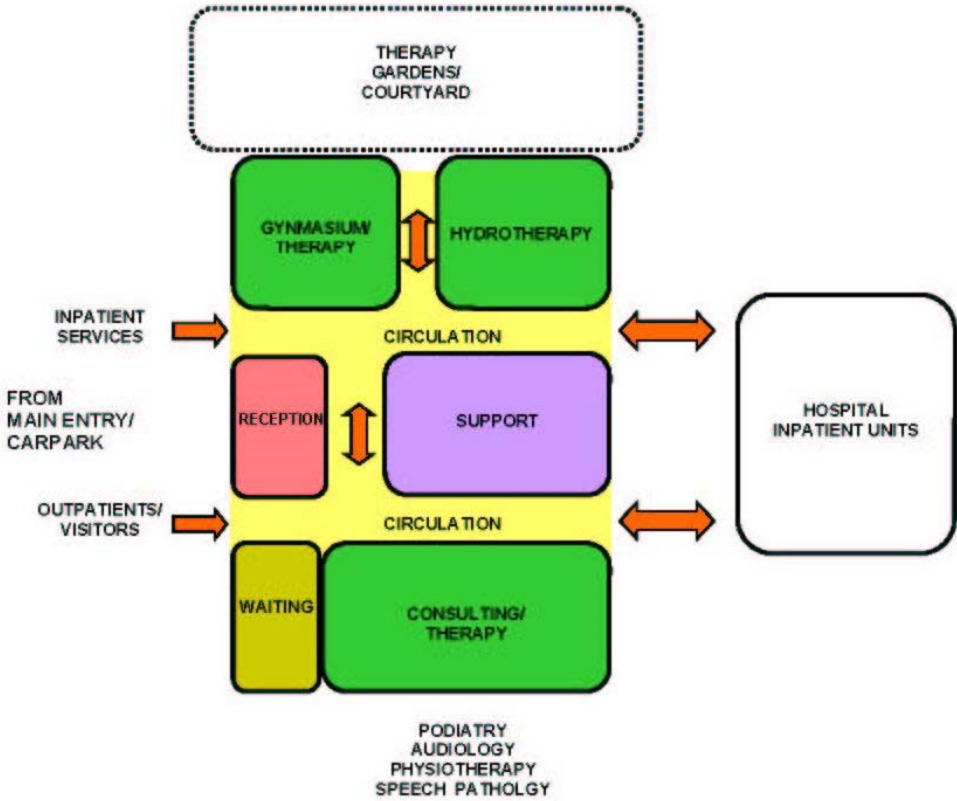 THERAPY
GARDENS/
COURTYARD
GYNMASIUM/
THERAPY
HYDROTHERAPY
INPATIENT
SERVICES
CIRCULATION
FROM
MAIN ENTRY/
CARPARK
RECEPTION
SUPPORT
HOSPITAL
INPATIENT UNITS
OUTPATIENTS/
VISITORS
CIRCULATION
WAITING
CONSULTING/
THERAPY
PODIATRY
AUDIOLOGY
PHYSIOTHERAPY
SPEECH PATHOLGY